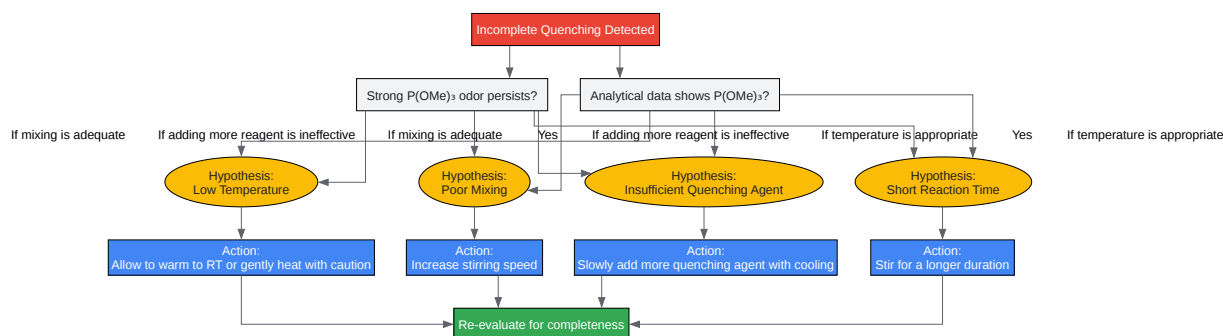 Incomplete Quenching Detected
Strong P(OMe)₃ odor persists?
Analytical data shows P(OMe)₃?
If mixing is adequate
If adding more reagent is ineffective
If mixing is adequate
Yes
If adding more reagent is ineffective
If temperature is appropriate
Yes
If temperature is appropriate
Hypothesis:
Low Temperature
Hypothesis:
Poor Mixing
Hypothesis:
Insufficient Quenching Agent
Hypothesis:
Short Reaction Time
Action:
Allow to warm to RT or gently heat with caution
Action:
Increase stirring speed
Action:
Slowly add more quenching agent with cooling
Action:
Stir for a longer duration
Re-evaluate for completeness